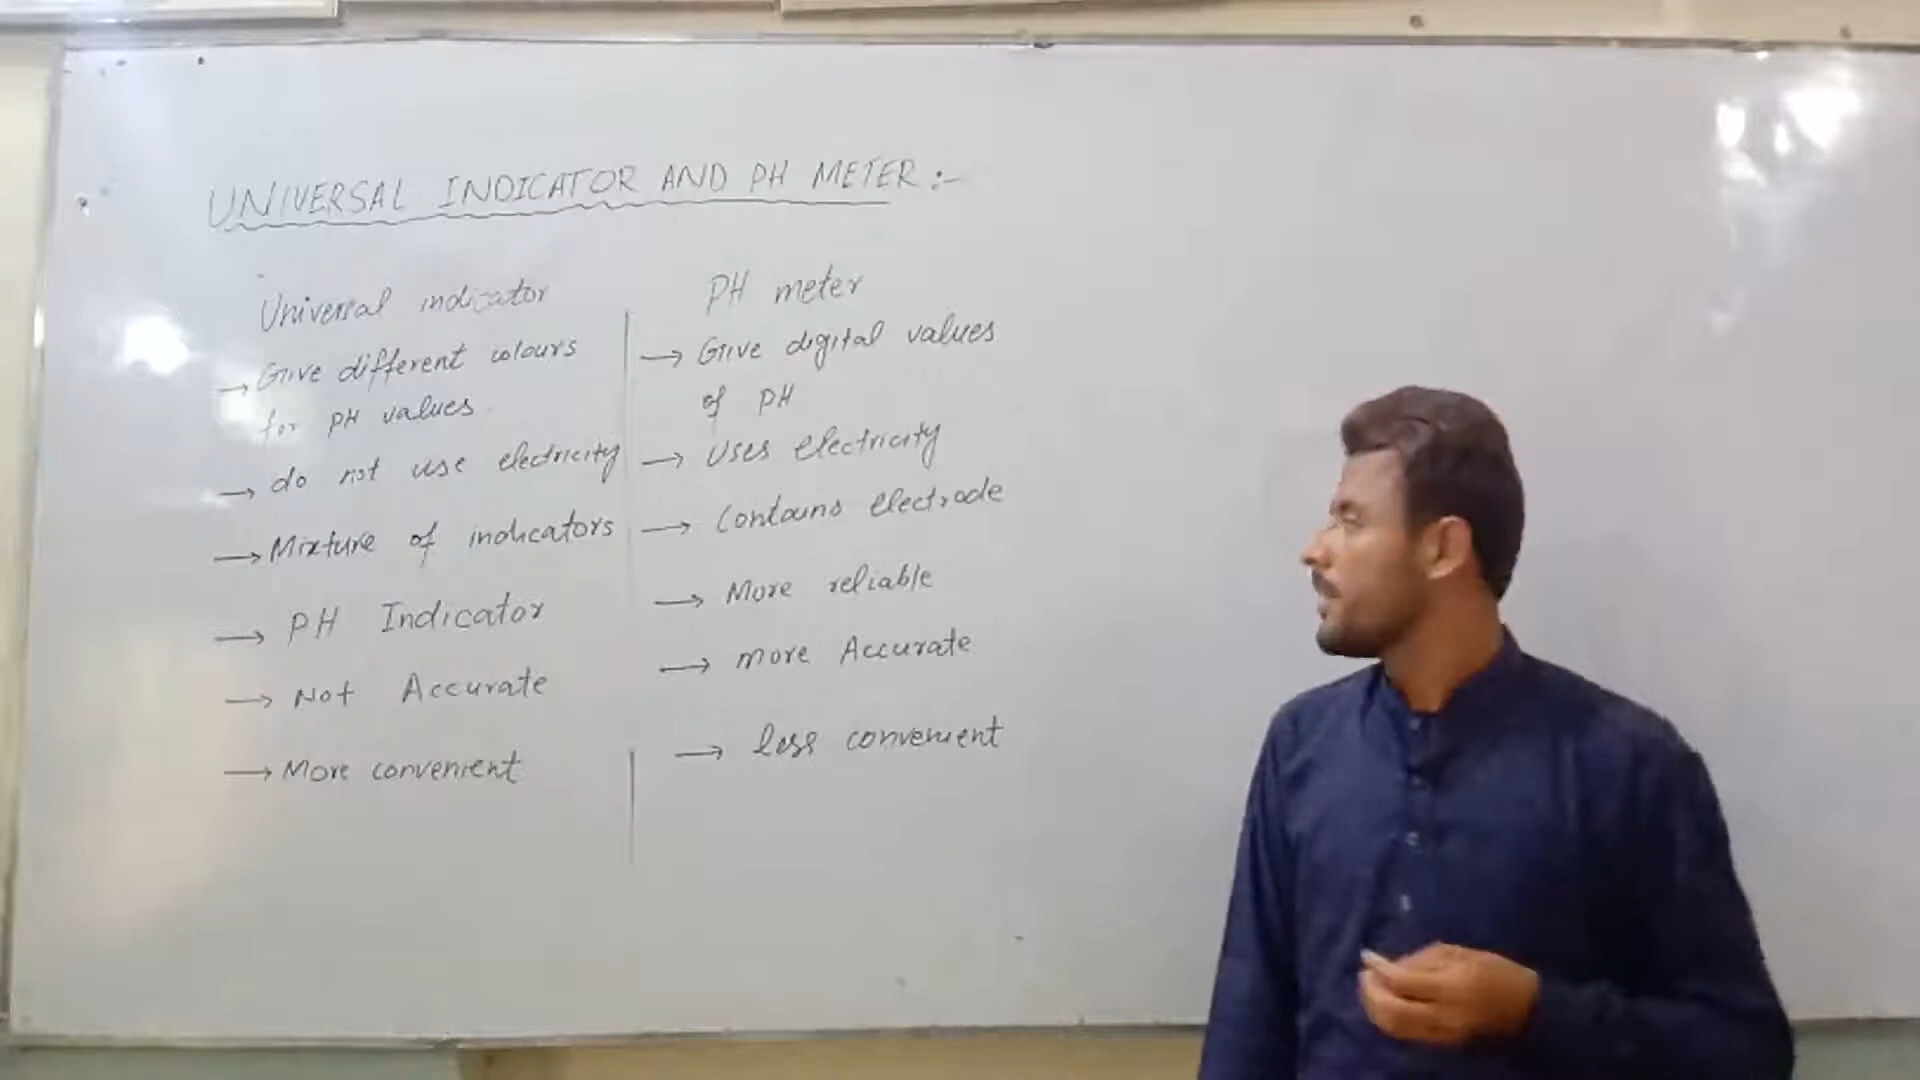 UNIVERSAL INDICATOR AND PH METER :-
Universal indicator
→ Give different colours
for PH values
→ do not use electricity
→ Mixture of indicators
→ PH Indicator
→ Not Accurate
→ More convenient
PH meter
→ Give digital values
of PH
→ Uses electricity
→ Contains electrode
→ More reliable
→ more Accurate
→ less convenient